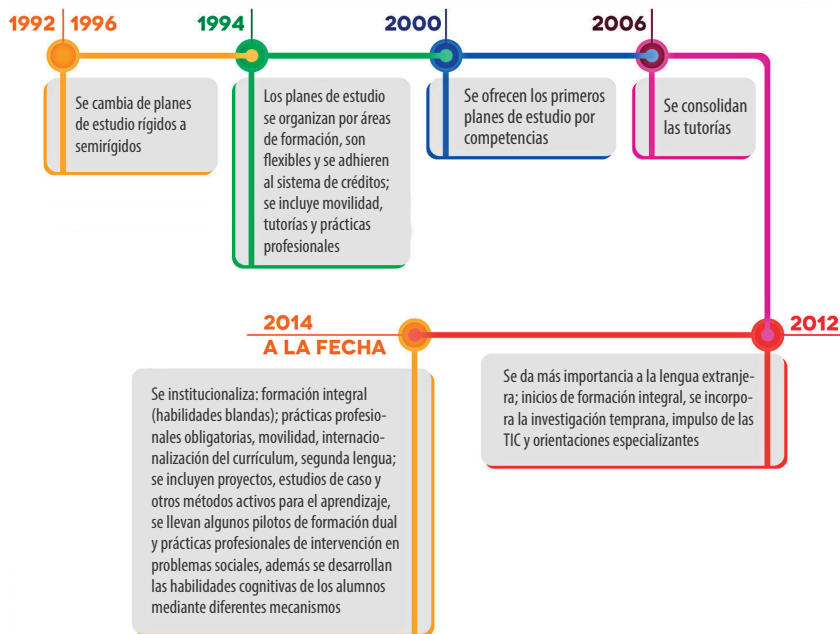 1992 1996
1994
2000
2006
Se cambia de planes
de estudio rígidos a
semirígidos
Los planes de estudio
se organizan por áreas
de formación, son
flexibles y se adhieren
al sistema de créditos;
se incluye movilidad,
tutorías y prácticas
profesionales
Se ofrecen los primeros
planes de estudio por
competencias
Se consolidan
las tutorías
2012
Se da más importancia a la lengua extranje-
ra; inicios de formación integral, se incorpo-
ra la investigación temprana, impulso de las
TIC y orientaciones especializantes
2014
A LA FECHA
Se institucionaliza: formación integral
(habilidades blandas); prácticas profesio-
nales obligatorias, movilidad, internacio-
nalización del currículum, segunda lengua;
se incluyen proyectos, estudios de caso y
otros métodos activos para el aprendizaje,
se llevan algunos pilotos de formación dual
y prácticas profesionales de intervención en
problemas sociales, además se desarrollan
las habilidades cognitivas de los alumnos
mediante diferentes mecanismos